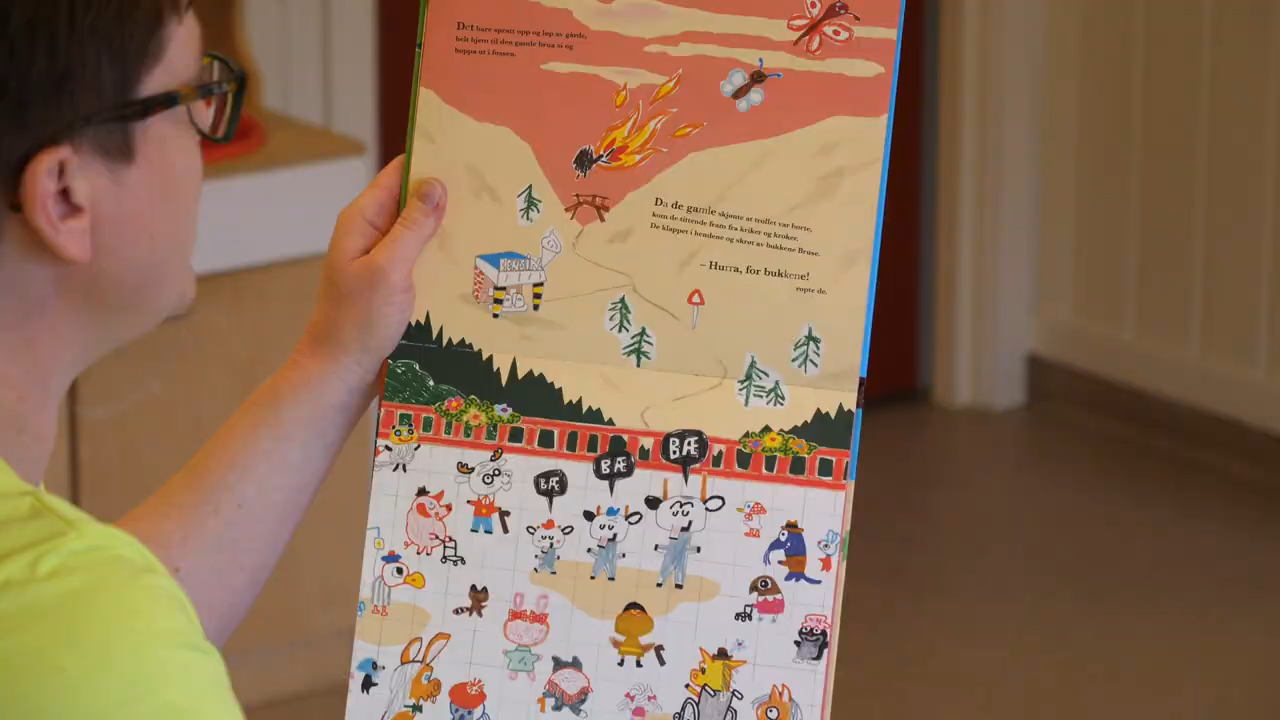 Det bare spratt opp og løp av gårde,
helt hjem til den gamle brua si og
hoppa ut i fossen.
Da de gamle skjønte at trollet var borte,
kom de tittende fram fra kriker og kroker.
De klappet i hendene og skrøt av bukkene Bruse.
– Hurra, for bukkene!
ropte de.
BENSIN
BÆ
BÆ
BÆ